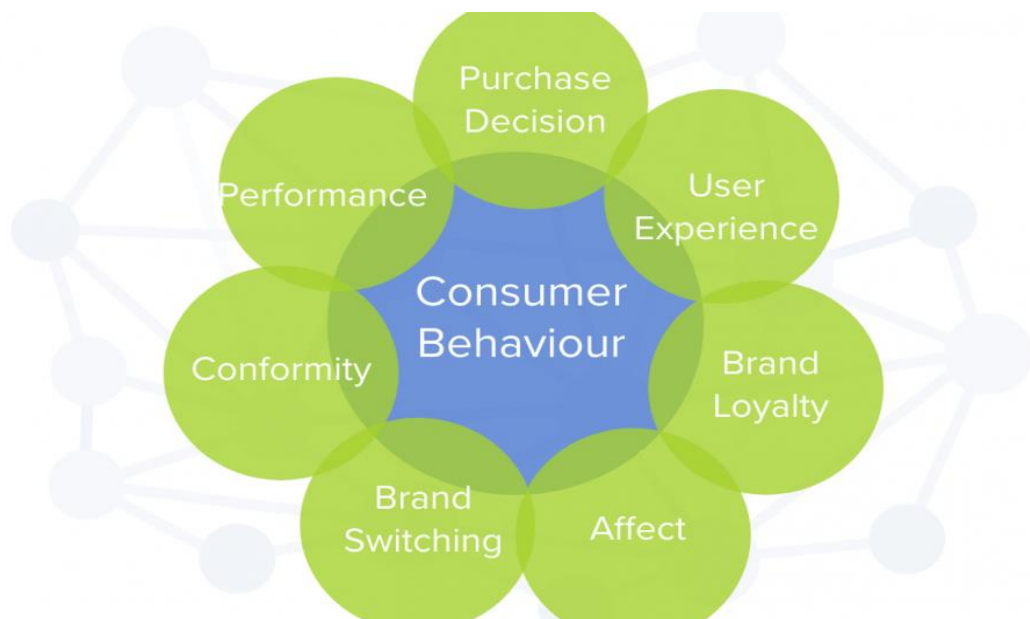 Purchase
Decision
User
Experience
Brand
Loyalty
Affect
Brand
Switching
Conformity
Performance
Consumer
Behaviour